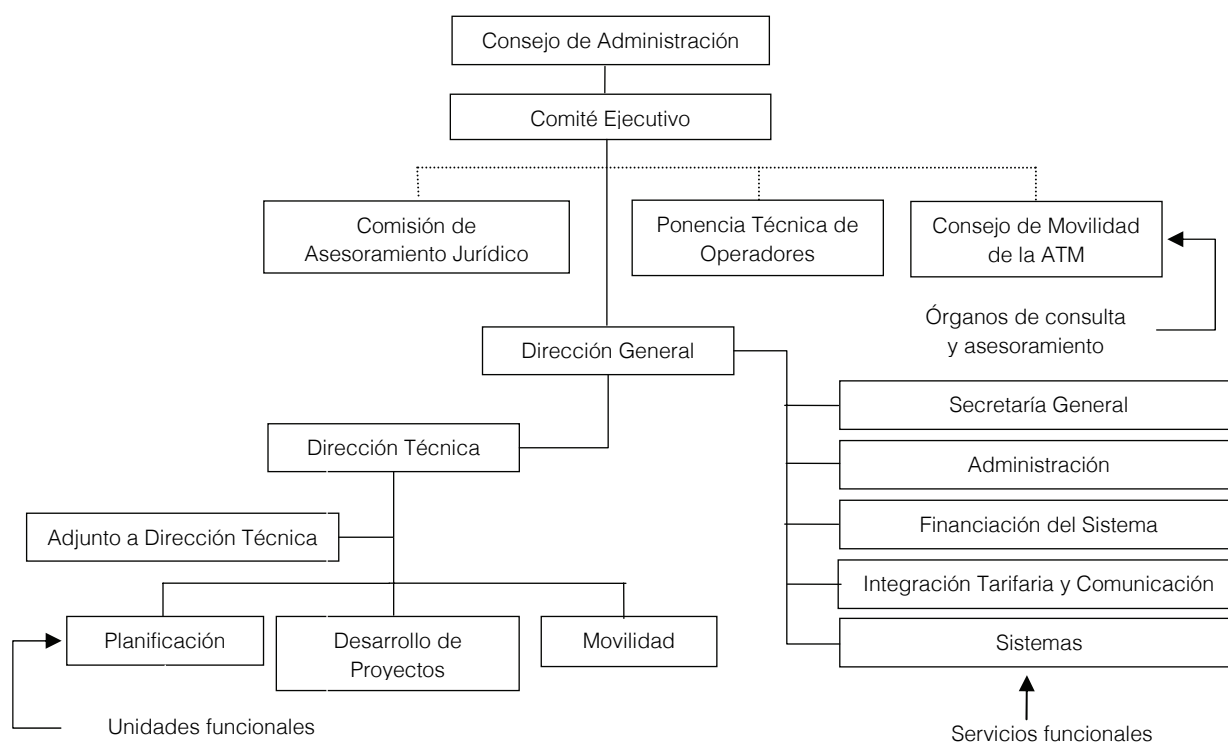 Consejo de Administración
Comité Ejecutivo
Comisión de
Asesoramiento Jurídico
Ponencia Técnica de
Operadores
Consejo de Movilidad
de la ATM
Órganos de consulta
y asesoramiento
Dirección General
Secretaría General
Dirección Técnica
Administración
Adjunto a Dirección Técnica
Financiación del Sistema
Integración Tarifaria y Comunicación
Planificación
Desarrollo de
Proyectos
Movilidad
Sistemas
Unidades funcionales
Servicios funcionales